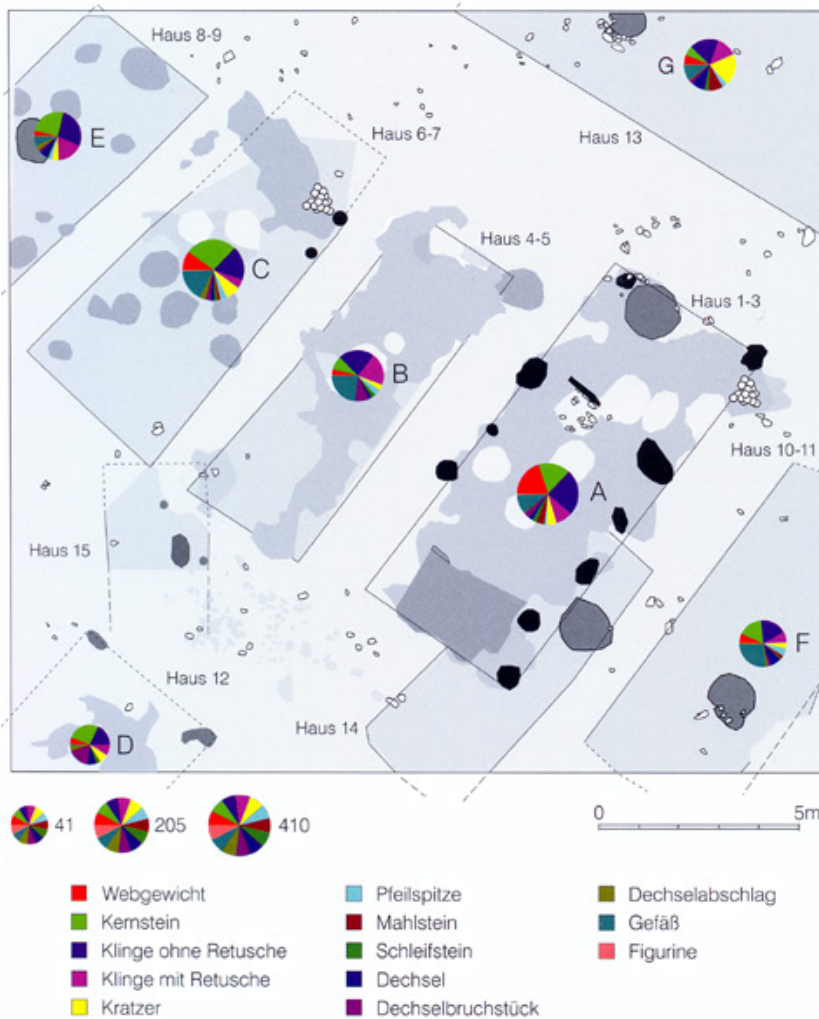 Haus 8-9
G
E
Haus 6-7
Haus 13
Haus 4-5
C
Haus 1-3
B
Haus 10-11
A
Haus 15
F
Haus 12
Haus 14
D
41 205 410
0 5m
Webgewicht
Kernstein
Klinge ohne Retusche
Klinge mit Retusche
Kratzer
Pfeilspitze
Mahlstein
Schleifstein
Dechsel
Dechselbruchstück
Dechselabschlag
Gefäß
Figurine